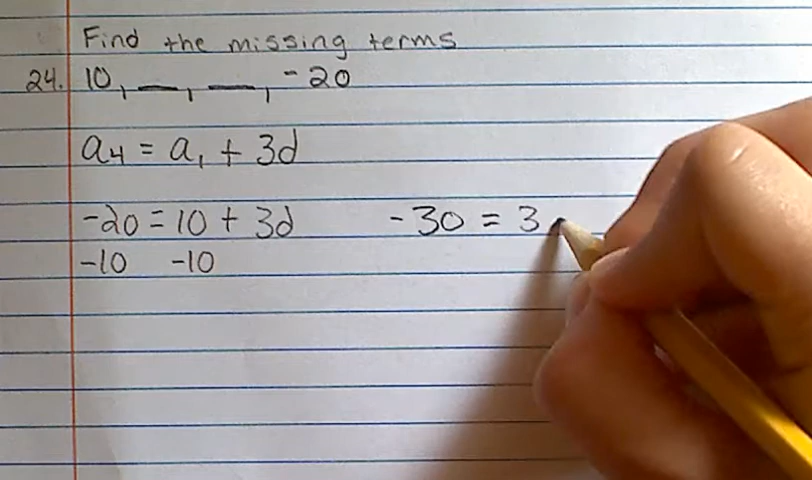 Find the missing terms
24. 10, __, __, -20
a₄ = a₁ + 3d
-20 = 10 + 3d -30 = 3
-10 -10